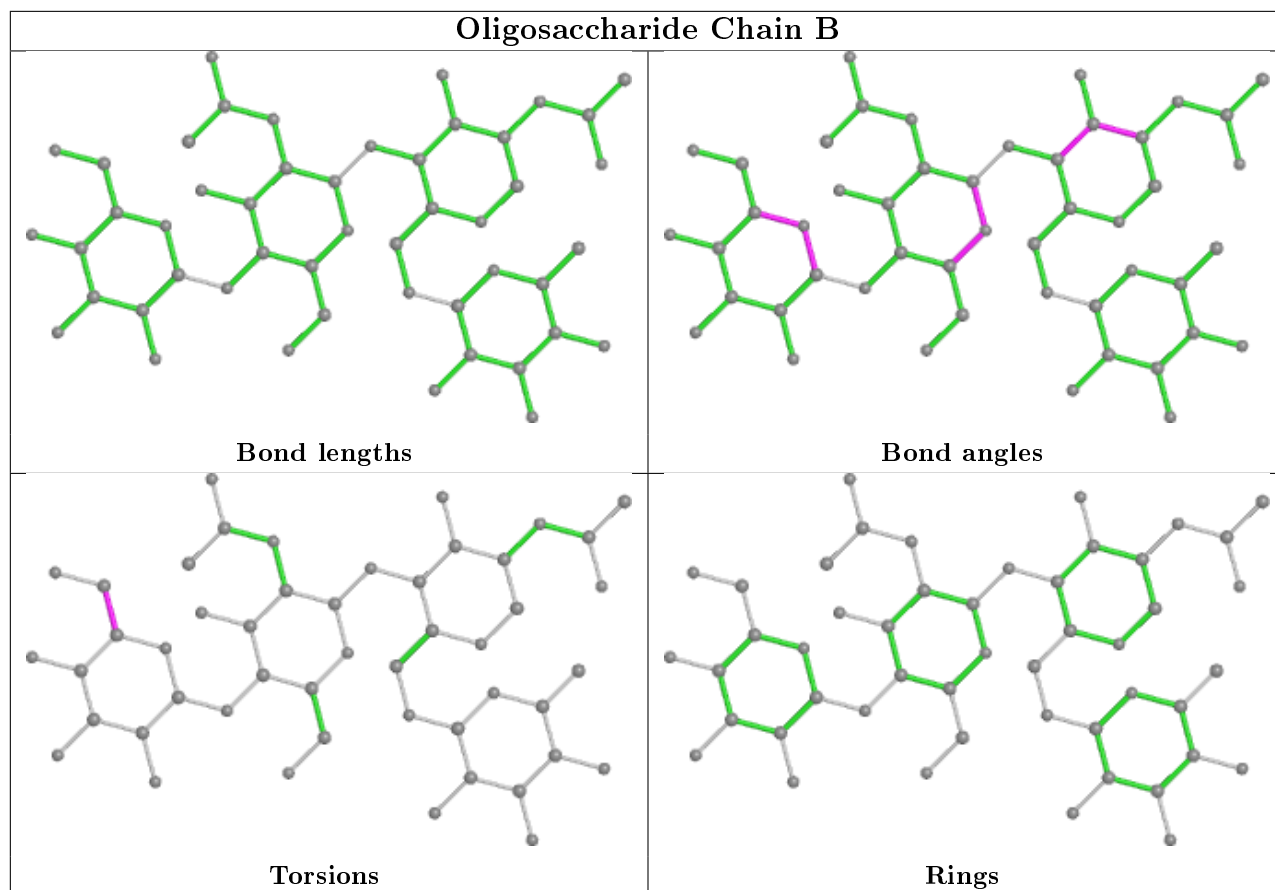 Oligosaccharide Chain B
Bond lengths
Bond angles
Torsions
Rings